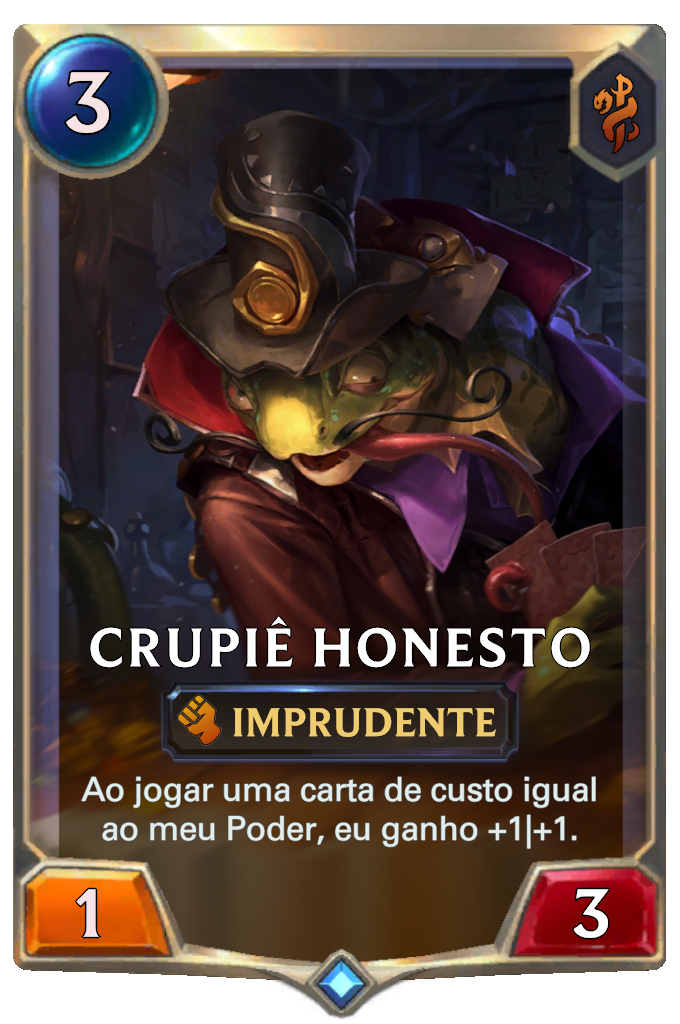 3
CRUPIÊ HONESTO
IMPRUDENTE
Ao jogar uma carta de custo igual
ao meu Poder, eu ganho +1|+1.
1
3